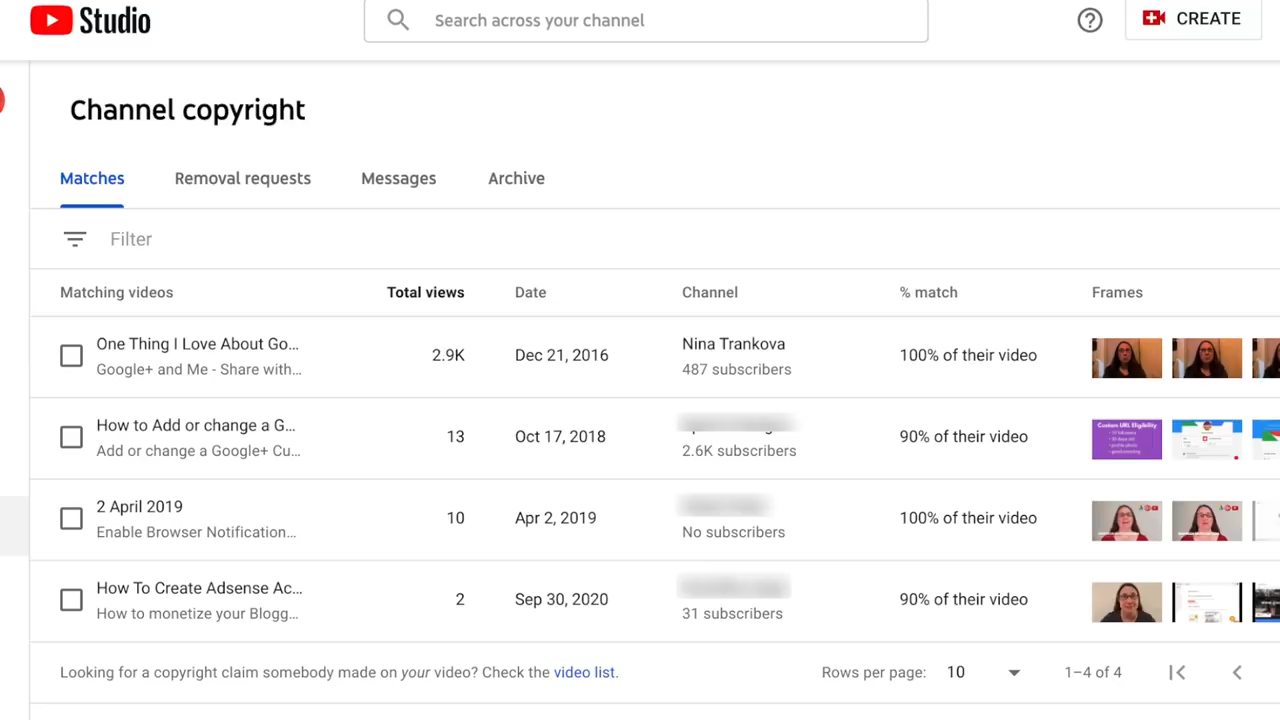 Studio
Search across your channel
CREATE
Channel copyright
Matches Removal requests Messages Archive
Filter
Matching videos Total views Date Channel % match Frames
One Thing I Love About Go... 2.9K Dec 21, 2016 Nina Trankova 100% of their video
Google+ and Me - Share with... 487 subscribers
How to Add or change a G... 13 Oct 17, 2018 90% of their video
Add or change a Google+ Cu... 2.6K subscribers
Custom URL Eligibility
2 April 2019 10 Apr 2, 2019 100% of their video
Enable Browser Notification... No subscribers
How To Create Adsense Ac... 2 Sep 30, 2020 90% of their video
How to monetize your Blogg... 31 subscribers
Looking for a copyright claim somebody made on your video? Check the video list. Rows per page: 10 1–4 of 4